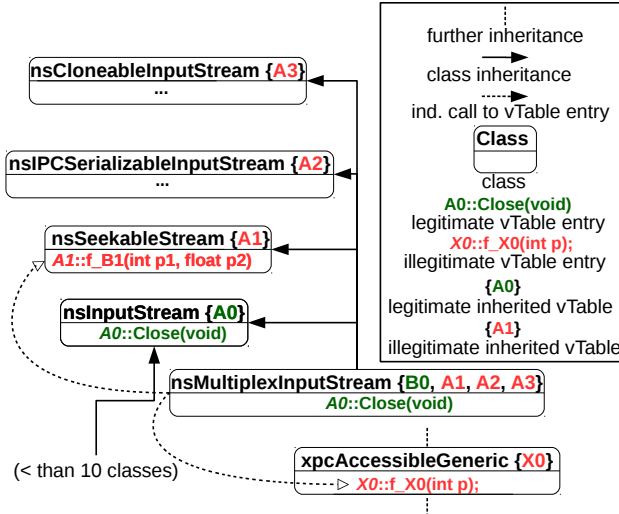 nsCloneableInputStream {A3}
...
nsIPCSerializableInputStream {A2}
...
nsSeekableStream {A1}
A1::f_B1(int p1, float p2)
nsInputStream {A0}
A0::Close(void)
nsMultiplexInputStream {B0, A1, A2, A3}
A0::Close(void)
(< than 10 classes)
xpcAccessibleGeneric {X0}
X0::f_X0(int p);
further inheritance
class inheritance
ind. call to vTable entry
Class
class
A0::Close(void)
legitimate vTable entry
X0::f_X0(int p);
illegitimate vTable entry
{A0}
legitimate inherited vTable
{A1}
illegitimate inherited vTable